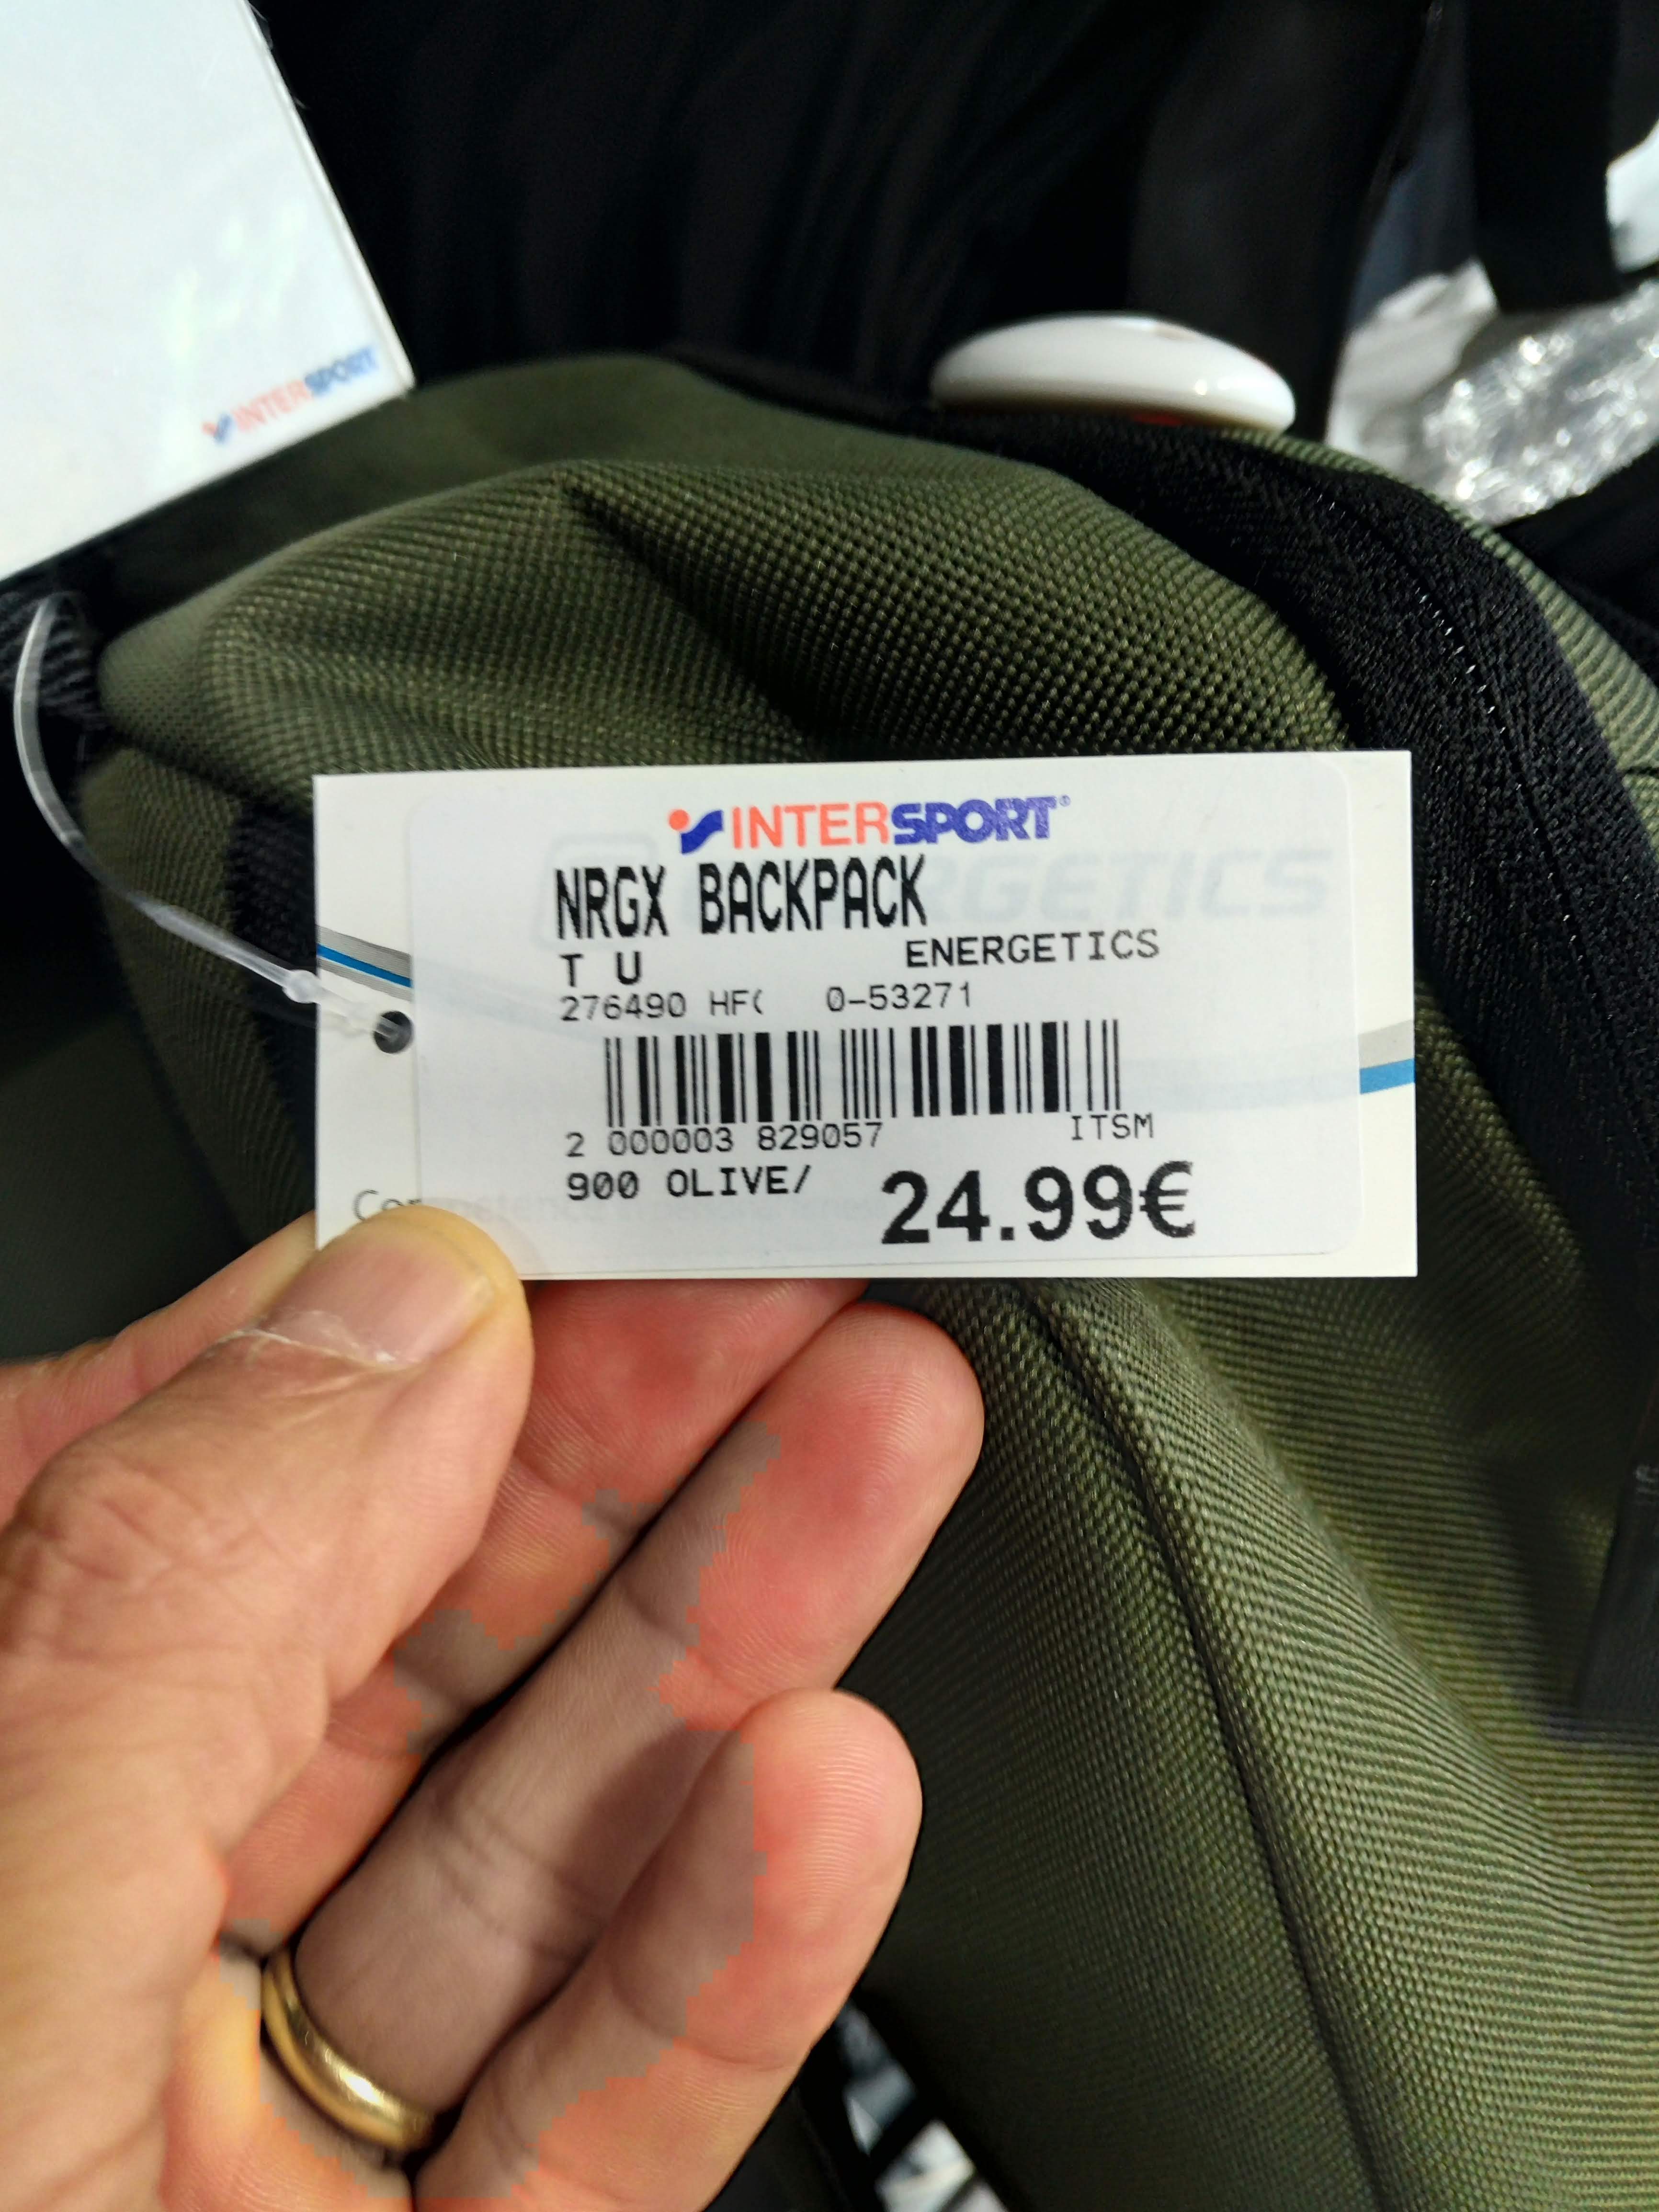 INTERSPORT
INTERSPORT®
NRGX BACKPACK
T U ENERGETICS
276490 HF( 0-53271
2 000003 829057 ITSM
900 OLIVE/ 24.99€